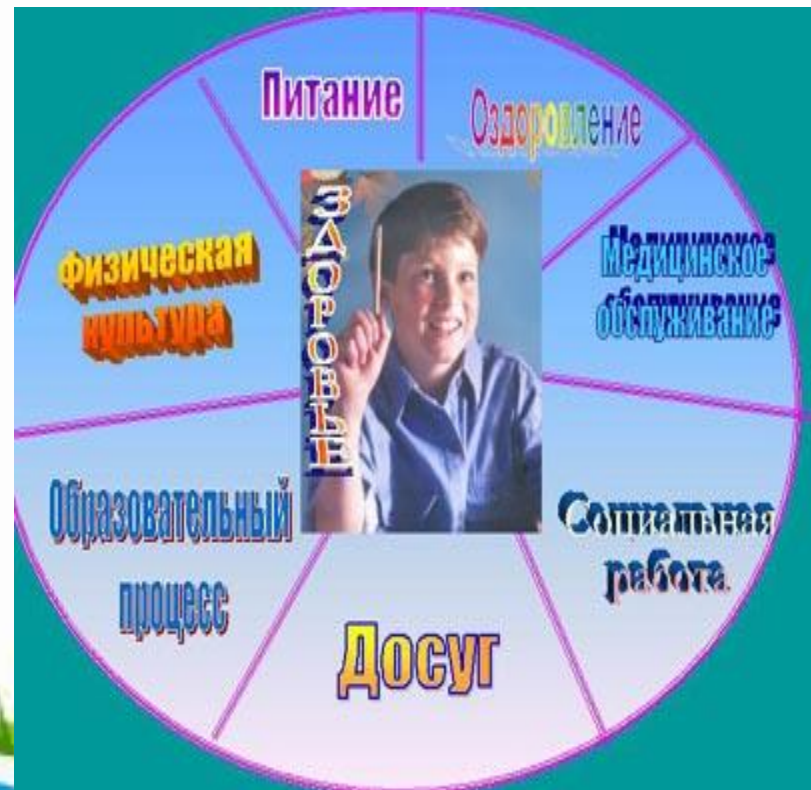 Питание
Оздоровление
Медицинское
обслуживание
Социальная
работа
Досуг
Образовательный
процесс
Физическая
культура
ЗДОРОВЬЕ